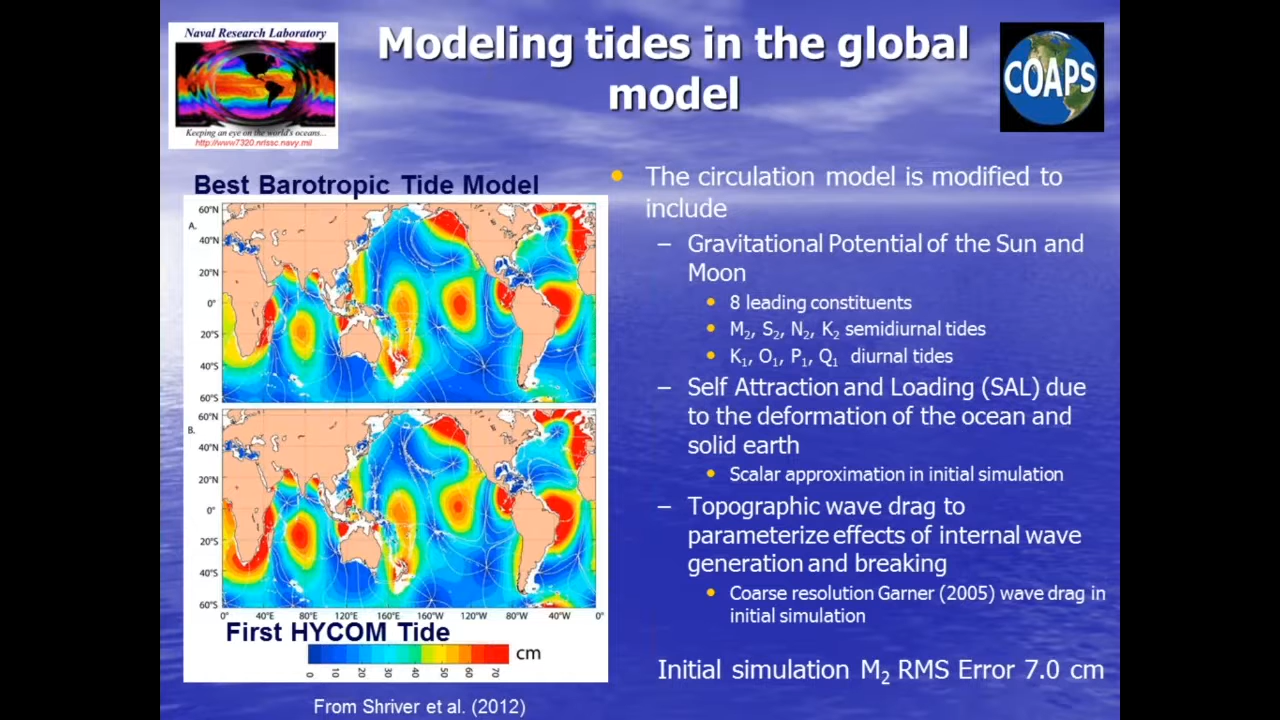 Naval Research Laboratory
Keeping an eye on the world's oceans...
http://www7320.nrlssc.navy.mil
Modeling tides in the global
model
COAPS
Best Barotropic Tide Model
A.
60°N
40°N
20°N
0°
20°S
40°S
60°S
B.
60°N
40°N
20°N
0°
20°S
40°S
60°S
0° 40°E 80°E 120°E 160°E 160°W 120°W 80°W 40°W 0°
First HYCOM Tide
cm
0 10 20 30 40 50 60 70
From Shriver et al. (2012)
• The circulation model is modified to
include
– Gravitational Potential of the Sun and
Moon
• 8 leading constituents
• M₂, S₂, N₂, K₂ semidiurnal tides
• K₁, O₁, P₁, Q₁ diurnal tides
– Self Attraction and Loading (SAL) due
to the deformation of the ocean and
solid earth
• Scalar approximation in initial simulation
– Topographic wave drag to
parameterize effects of internal wave
generation and breaking
• Coarse resolution Garner (2005) wave drag in
initial simulation
Initial simulation M₂ RMS Error 7.0 cm